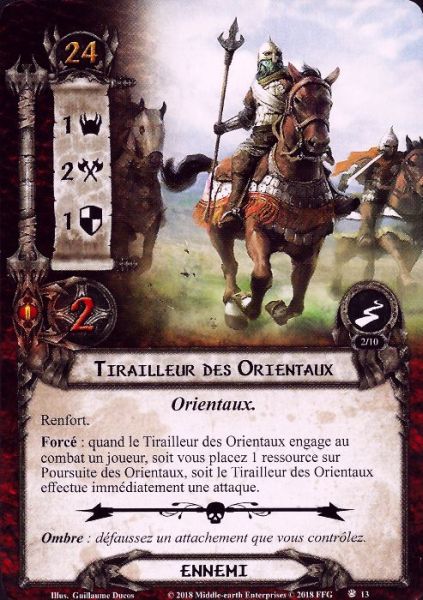 24
1
2
1
2
2/10
Tirailleur des Orientaux
Orientaux.
Renfort.
Forcé : quand le Tirailleur des Orientaux engage au
combat un joueur, soit vous placez 1 ressource sur
Poursuite des Orientaux, soit le Tirailleur des Orientaux
effectue immédiatement une attaque.
Ombre : défaussez un attachement que vous contrôlez.
ENNEMI
Illus. Guillaume Ducos © 2018 Middle-earth Enterprises © 2018 FFG 13